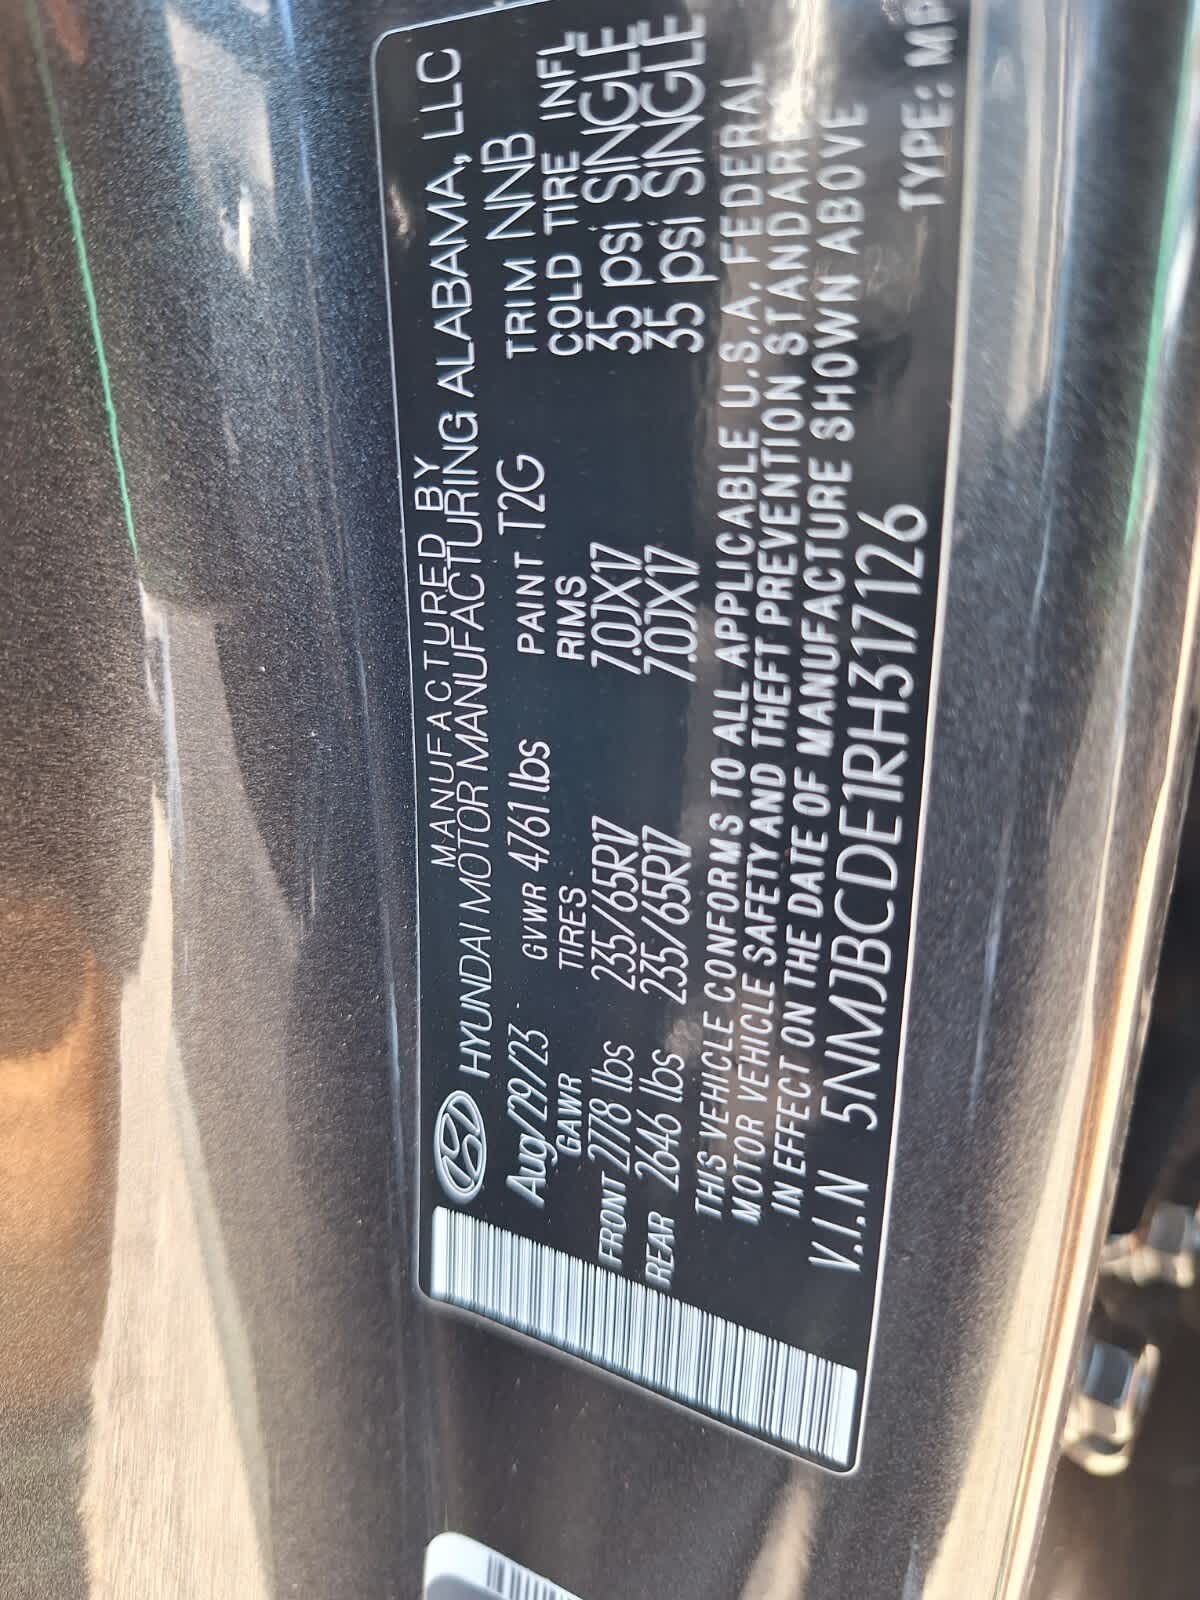 MANUFACTURED BY
HYUNDAI MOTOR MANUFACTURING ALABAMA, LLC
Aug/29/23 GVWR 4761 lbs PAINT T2G TRIM NNB
GAWR TIRES RIMS COLD TIRE INFL
FRONT 2778 lbs 235/65R17 7.0JX17 35 psi SINGLE
REAR 2646 lbs 235/65R17 7.0JX17 35 psi SINGLE
THIS VEHICLE CONFORMS TO ALL APPLICABLE U.S.A. FEDERAL
MOTOR VEHICLE SAFETY AND THEFT PREVENTION STANDARD
IN EFFECT ON THE DATE OF MANUFACTURE SHOWN ABOVE
V.I.N 5NMJBCDE1RH317126 TYPE: